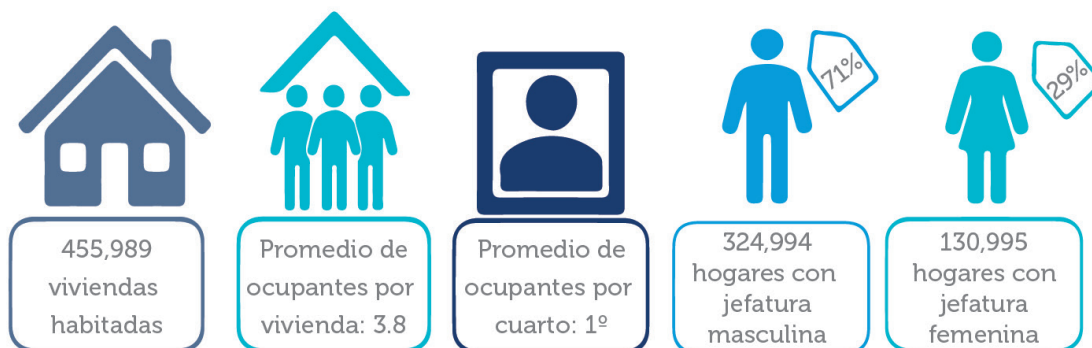 71%
29%
455,989
viviendas
habitadas
Promedio de
ocupantes por
vivienda: 3.8
Promedio de
ocupantes por
cuarto: 1º
324,994
hogares con
jefatura
masculina
130,995
hogares con
jefatura
femenina